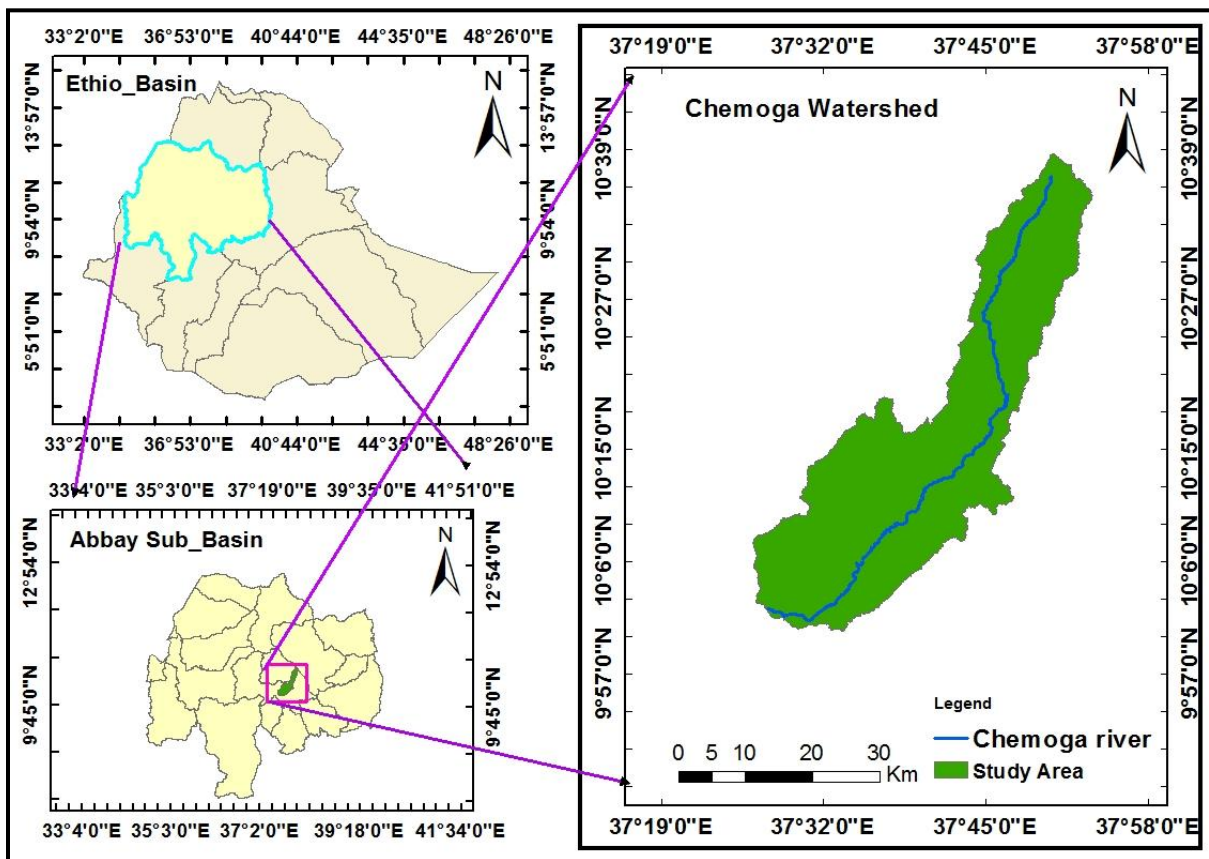 33°2'0"E 36°53'0"E 40°44'0"E 44°35'0"E 48°26'0"E
Ethio_Basin
N
13°57'0"N
9°54'0"N
5°51'0"N
13°57'0"N
9°54'0"N
5°51'0"N
33°2'0"E 36°53'0"E 40°44'0"E 44°35'0"E 48°26'0"E
33°4'0"E 35°3'0"E 37°19'0"E 39°35'0"E 41°51'0"E
Abbay Sub_Basin
N
12°54'0"N
9°45'0"N
12°54'0"N
9°45'0"N
33°4'0"E 35°3'0"E 37°2'0"E 39°18'0"E 41°34'0"E
37°19'0"E 37°32'0"E 37°45'0"E 37°58'0"E
Chemoga Watershed
N
10°39'0"N
10°27'0"N
10°15'0"N
10°6'0"N
9°57'0"N
10°39'0"N
10°27'0"N
10°15'0"N
10°6'0"N
9°57'0"N
Legend
Chemoga river
Study Area
0 5 10 20 30
Km
37°19'0"E 37°32'0"E 37°45'0"E 37°58'0"E